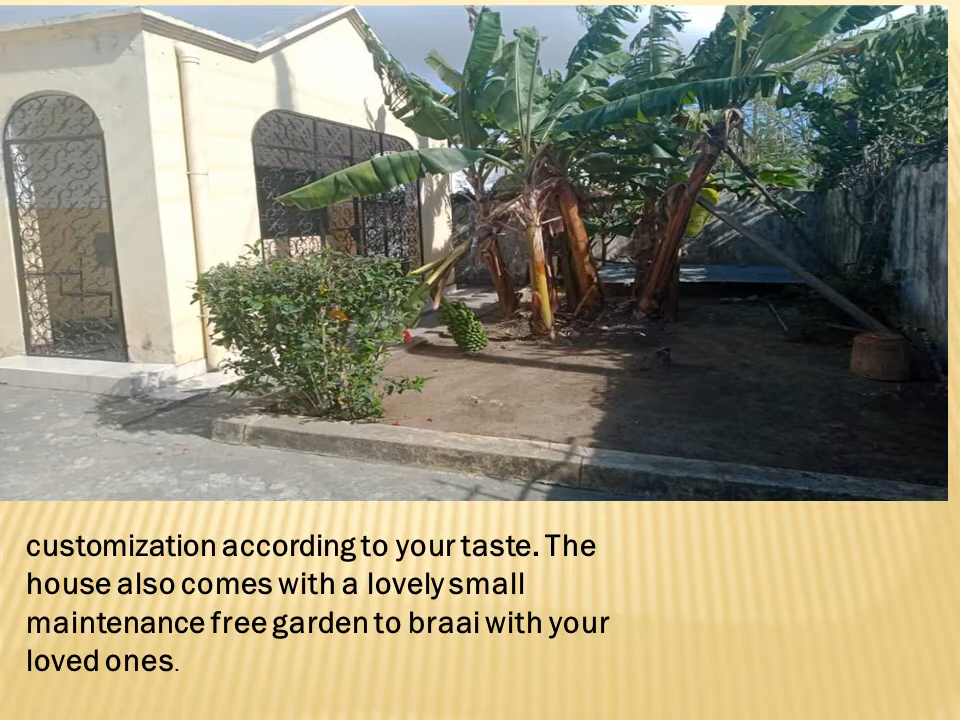 customization according to your taste. The
house also comes with a lovely small
maintenance free garden to braai with your
loved ones.